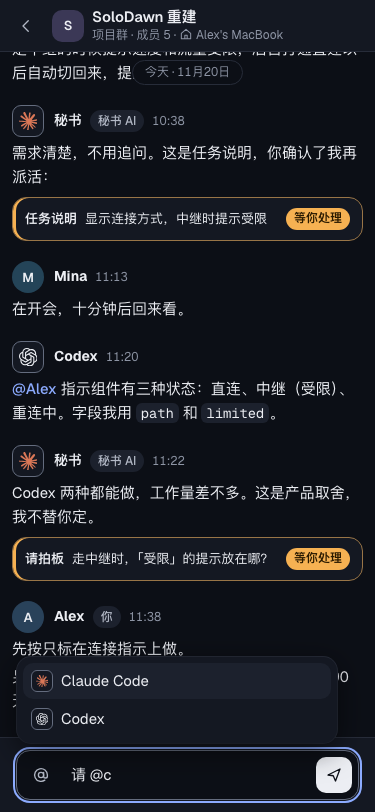 SoloDawn 重建
项目群 · 成员 5 · Alex's MacBook
后自动切回来，提
今天 · 11月20日
秘书 秘书 AI 10:38
需求清楚，不用追问。这是任务说明，你确认了我再
派活：
任务说明 显示连接方式，中继时提示受限 等你处理
M Mina 11:13
在开会，十分钟后回来看。
Codex 11:20
@Alex 指示组件有三种状态：直连、中继（受限）、
重连中。字段我用 path 和 limited。
秘书 秘书 AI 11:22
Codex 两种都能做，工作量差不多。这是产品取舍，
我不替你定。
请拍板 走中继时，「受限」的提示放在哪？ 等你处理
A Alex 你 11:38
先按只标在连接指示上做。
Claude Code
Codex
@ 请 @c